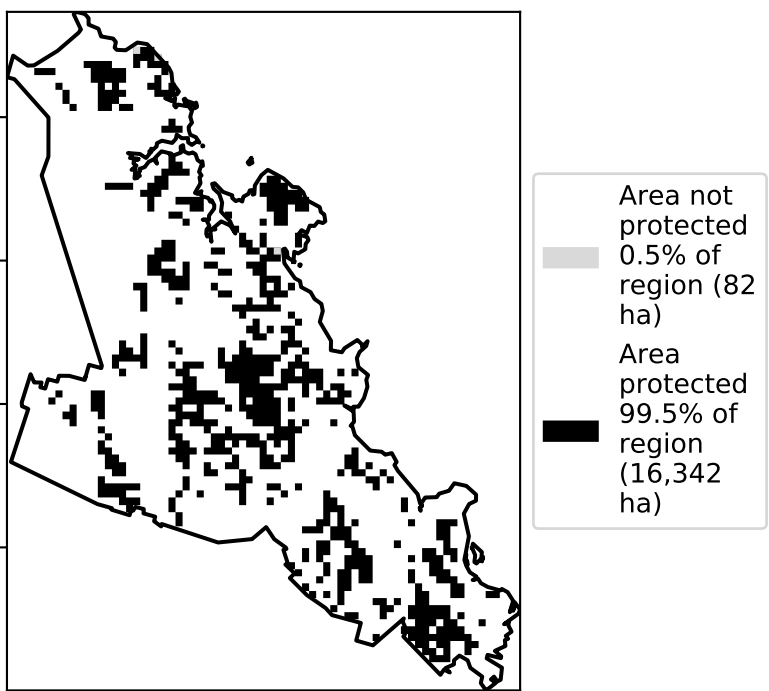 Area not
protected
0.5% of
region (82
ha)
Area
protected
99.5% of
region
(16,342
ha)